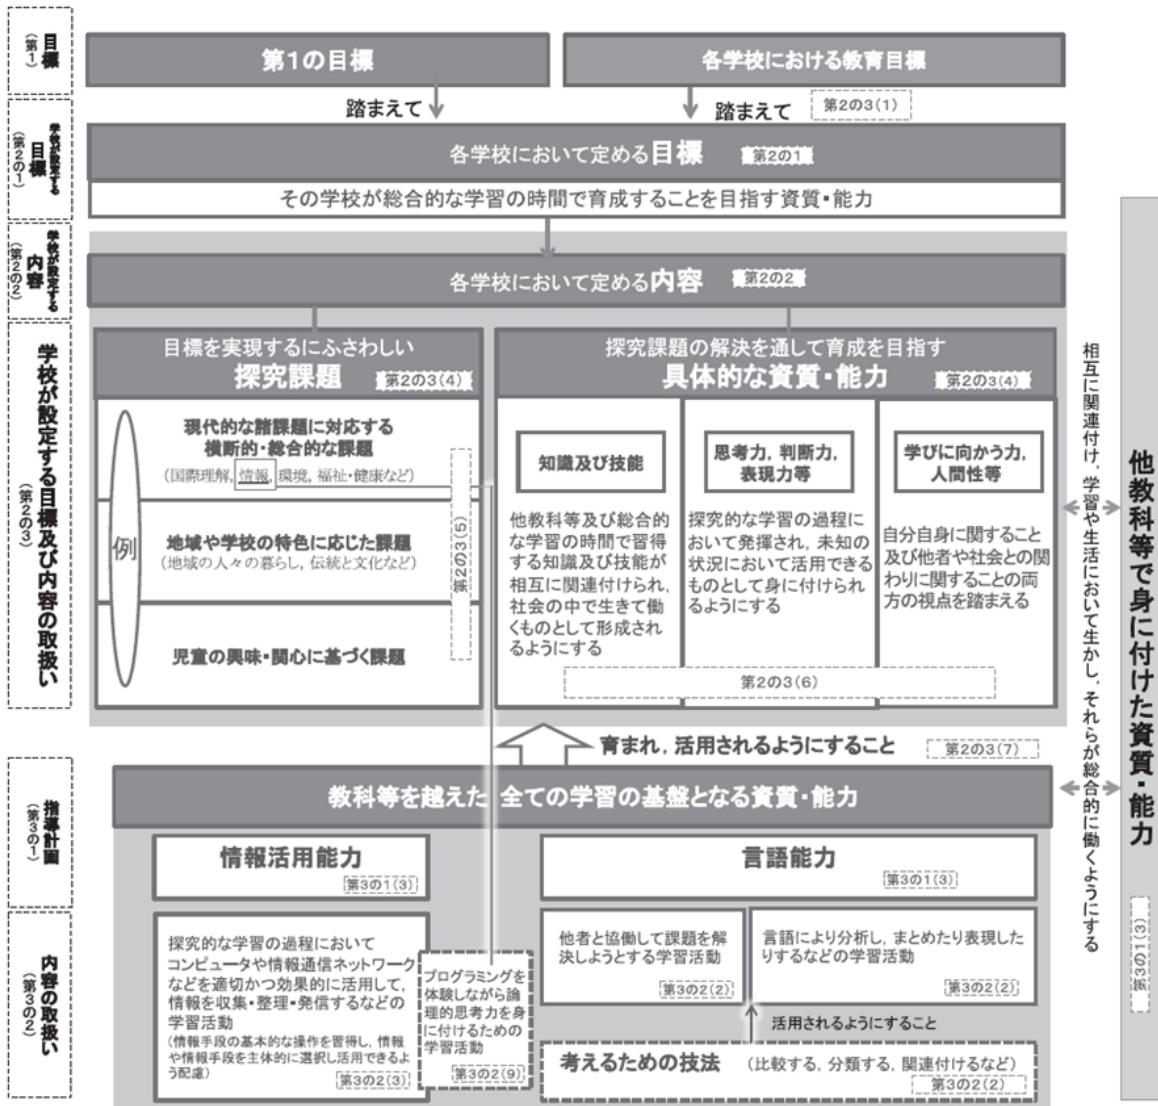 目標
(第1)
第1の目標
各学校における教育目標
踏まえて
踏まえて
第2の3(1)
学校が設定する
目標
(第2の1)
各学校において定める目標 第2の1
その学校が総合的な学習の時間で育成することを目指す資質・能力
学校が設定する
内容
(第2の2)
各学校において定める内容 第2の2
学校が設定する目標及び内容の取扱い
(第2の3)
目標を実現するにふさわしい
探究課題 第2の3(4)
例
現代的な諸課題に対応する
横断的・総合的な課題
(国際理解, 情報, 環境, 福祉・健康など)
地域や学校の特色に応じた課題
(地域の人々の暮らし, 伝統と文化など)
児童の興味・関心に基づく課題
第2の3(5)
探究課題の解決を通して育成を目指す
具体的な資質・能力 第2の3(4)
知識及び技能
他教科等及び総合的
な学習の時間で習得
する知識及び技能が
相互に関連付けられ,
社会の中で生きて働
くものとして形成され
るようにする
思考力, 判断力,
表現力等
探究的な学習の過程に
おいて発揮され, 未知の
状況において活用できる
ものとして身に付けられ
るようにする
学びに向かう力,
人間性等
自分自身に関すること
及び他者や社会との関
わりに関することの両
方の視点を踏まえる
第2の3(6)
育まれ, 活用されるようにすること
第2の3(7)
指導計画
(第3の1)
教科等を越えた 全ての学習の基盤となる資質・能力
情報活用能力
第3の1(3)
言語能力
第3の1(3)
内容の取扱い
(第3の2)
探究的な学習の過程において
コンピュータや情報通信ネットワーク
などを適切かつ効果的に活用して,
情報を収集・整理・発信するなどの
学習活動
(情報手段の基本的な操作を習得し, 情報
や情報手段を主体的に選択し活用できるよ
う配慮)
第3の2(3)
プログラミングを
体験しながら論
理的思考力を身
に付けるための
学習活動
第3の2(9)
他者と協働して課題を解
決しようとする学習活動
第3の2(2)
言語により分析し, まとめたり表現した
りするなどの学習活動
第3の2(2)
活用されるようにすること
考えるための技法 (比較する, 分類する, 関連付けるなど)
第3の2(2)
相互に関連付け, 学習や生活において生かし, それらが総合的に働くようにする
他教科等で身に付けた資質・能力
第3の1(3)